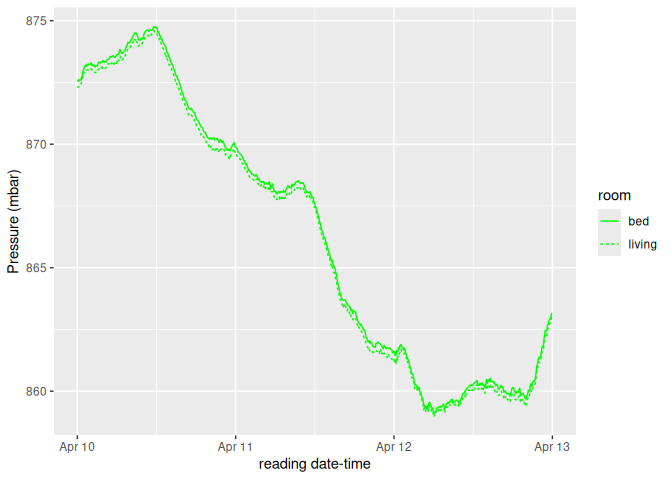 875
870
865
860
Pressure (mbar)
Apr 10
Apr 11
Apr 12
Apr 13
reading date-time
room
bed
living